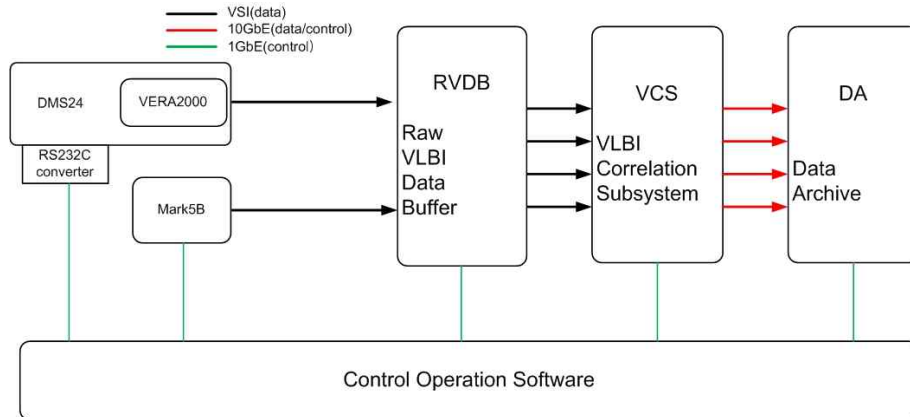 VSI(data)
10GbE(data/control)
1GbE(control)
DMS24
VERA2000
RS232C
converter
Mark5B
RVDB
Raw
VLBI
Data
Buffer
VCS
VLBI
Correlation
Subsystem
DA
Data
Archive
Control Operation Software